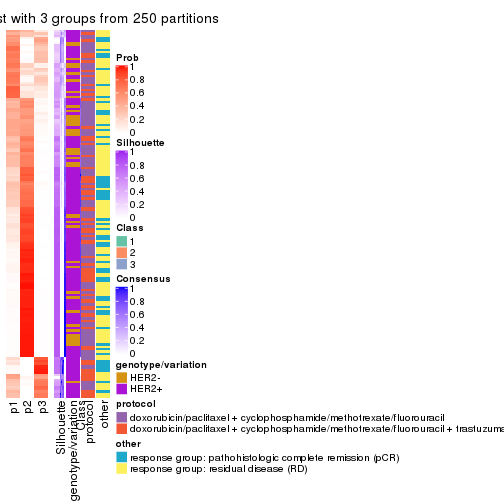 st with 3 groups from 250 partitions
Prob
1
0.8
0.6
0.4
0.2
0
Silhouette
1
0.8
0.6
0.4
0.2
0
Class
1
2
3
Consensus
1
0.8
0.6
0.4
0.2
0
genotype/variation
HER2-
HER2+
protocol
doxorubicin/paclitaxel + cyclophosphamide/methotrexate/fluorouracil
doxorubicin/paclitaxel + cyclophosphamide/methotrexate/fluorouracil + trastuzuma
other
response group: pathohistologic complete remission (pCR)
response group: residual disease (RD)
p1
p2
p3
Silhouette
genotype/variation
Class
protocol
other